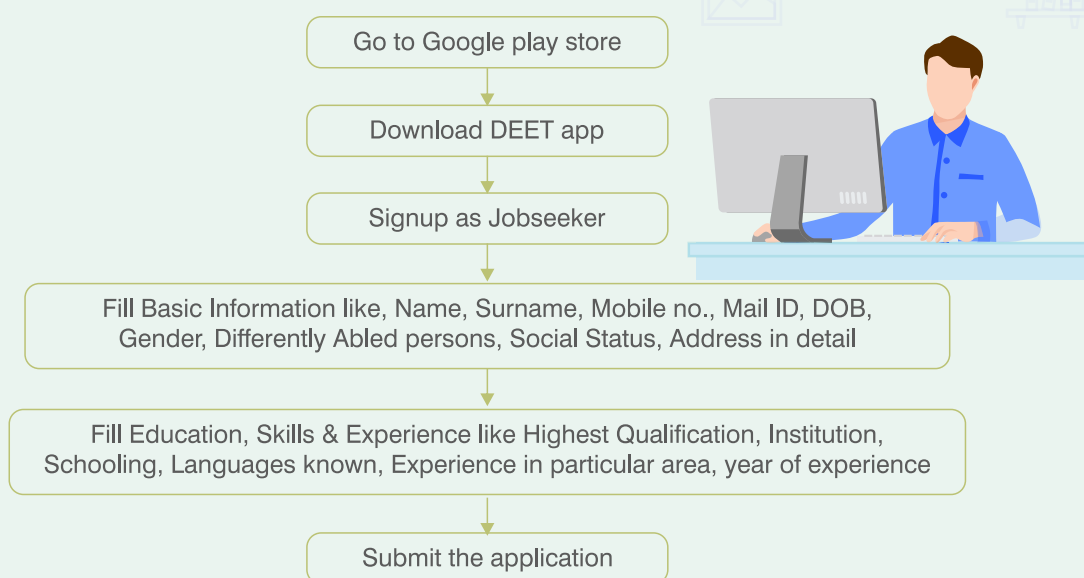 Go to Google play store
Download DEET app
Signup as Jobseeker
Fill Basic Information like, Name, Surname, Mobile no., Mail ID, DOB,
Gender, Differently Abled persons, Social Status, Address in detail
Fill Education, Skills & Experience like Highest Qualification, Institution,
Schooling, Languages known, Experience in particular area, year of experience
Submit the application